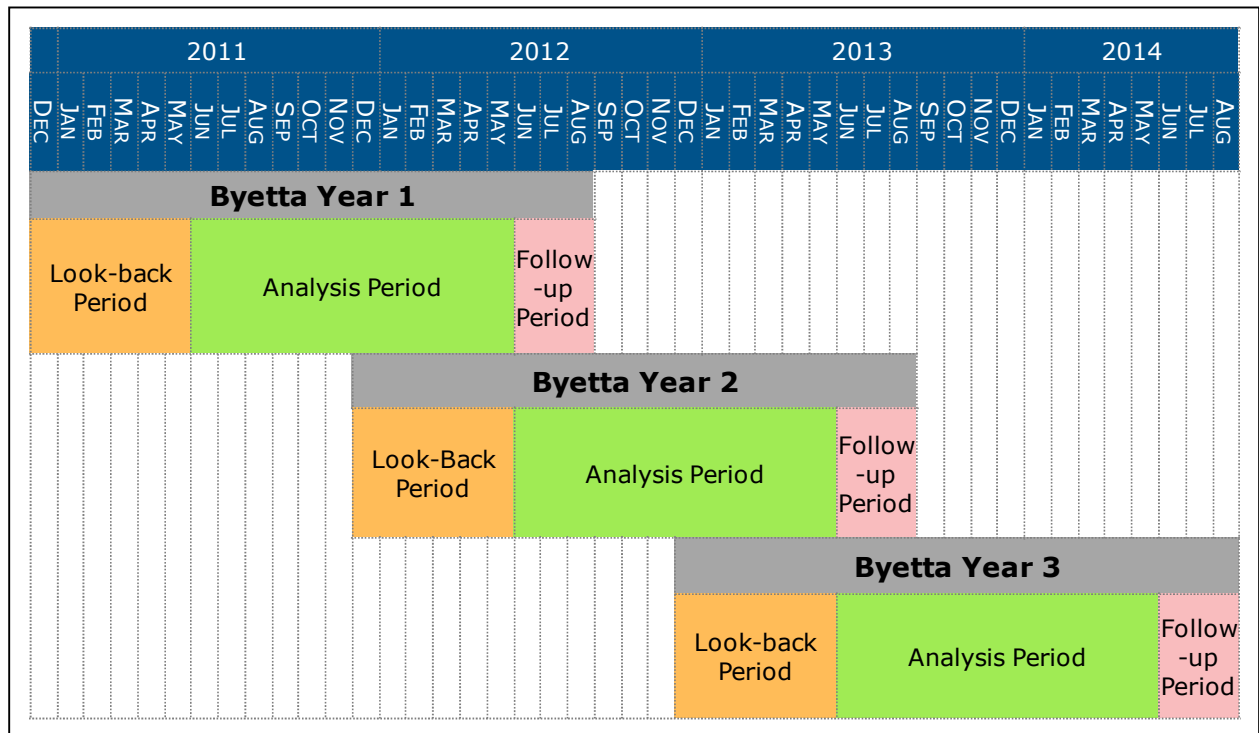 2011 2012 2013 2014
DEC JAN FEB MAR APR MAY JUN JUL AUG SEP OCT NOV DEC JAN FEB MAR APR MAY JUN JUL AUG SEP OCT NOV DEC JAN FEB MAR APR MAY JUN JUL AUG SEP OCT NOV DEC JAN FEB MAR APR MAY JUN JUL AUG
Byetta Year 1
Look-back
Period
Analysis Period
Follow
-up
Period
Byetta Year 2
Look-Back
Period
Analysis Period
Follow
-up
Period
Byetta Year 3
Look-back
Period
Analysis Period
Follow
-up
Period